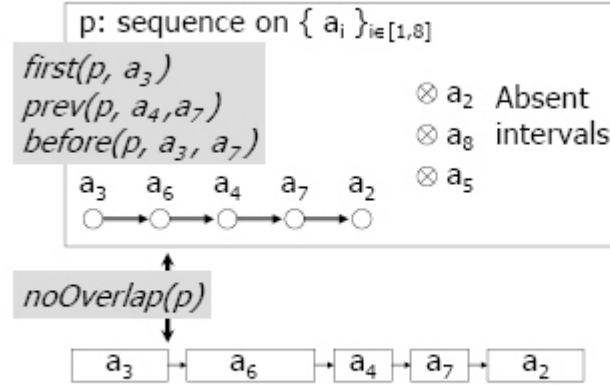 p: sequence on { aᵢ }ᵢ∈[1,8]
first(p, a₃)
prev(p, a₄,a₇)
before(p, a₃, a₇)
⊗ a₂ Absent
⊗ a₈ intervals
⊗ a₅
a₃ a₆ a₄ a₇ a₂
noOverlap(p)
a₃ a₆ a₄ a₇ a₂